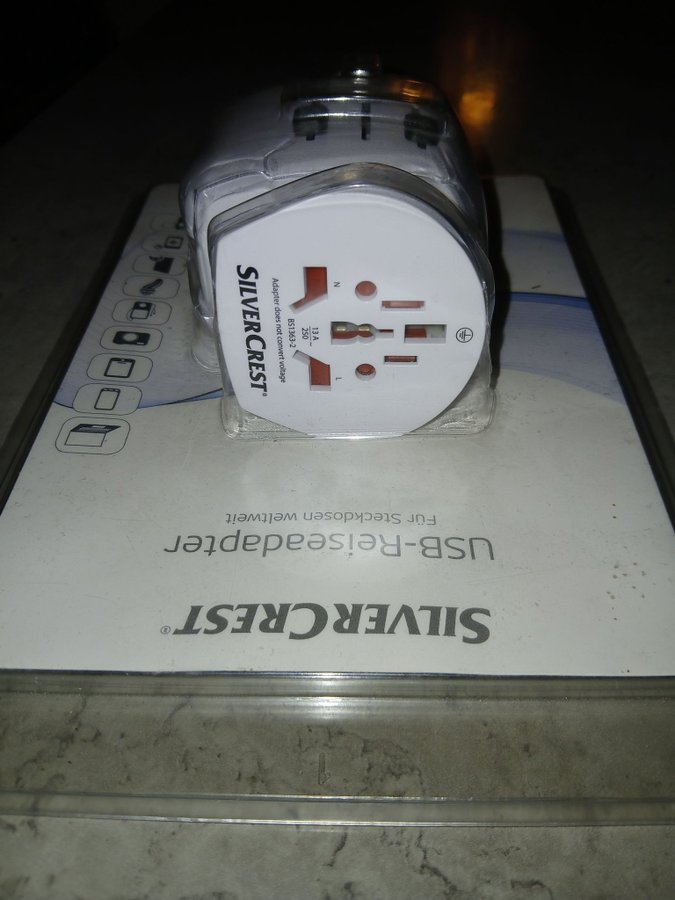 SILVERCREST®
Adapter does not convert voltage
BS1363-2
13 A ~
250
N
L
SILVERCREST®
USB-Reiseadapter
Für Steckdosen weltweit